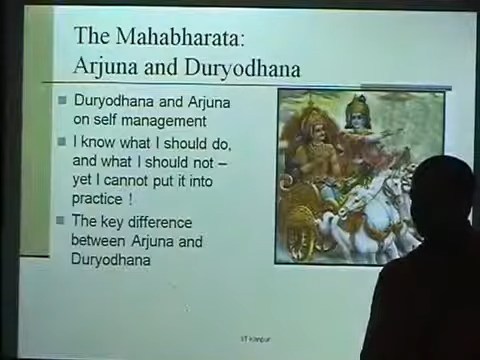 The Mahabharata:
Arjuna and Duryodhana
Duryodhana and Arjuna
on self management
I know what I should do,
and what I should not –
yet I cannot put it into
practice !
The key difference
between Arjuna and
Duryodhana
IIT Kanpur